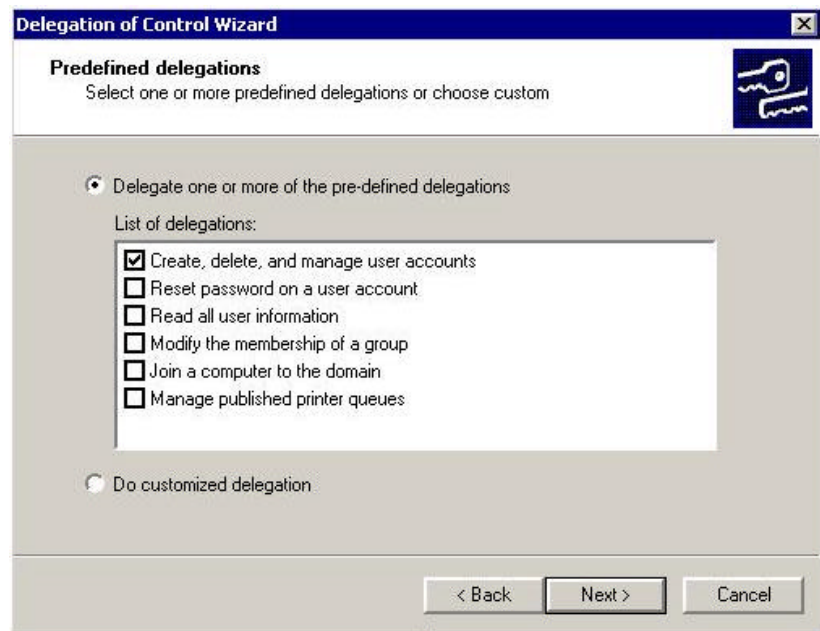 Delegation of Control Wizard
Predefined delegations
Select one or more predefined delegations or choose custom
Delegate one or more of the pre-defined delegations
List of delegations:
Create, delete, and manage user accounts
Reset password on a user account
Read all user information
Modify the membership of a group
Join a computer to the domain
Manage published printer queues
Do customized delegation
< Back Next > Cancel